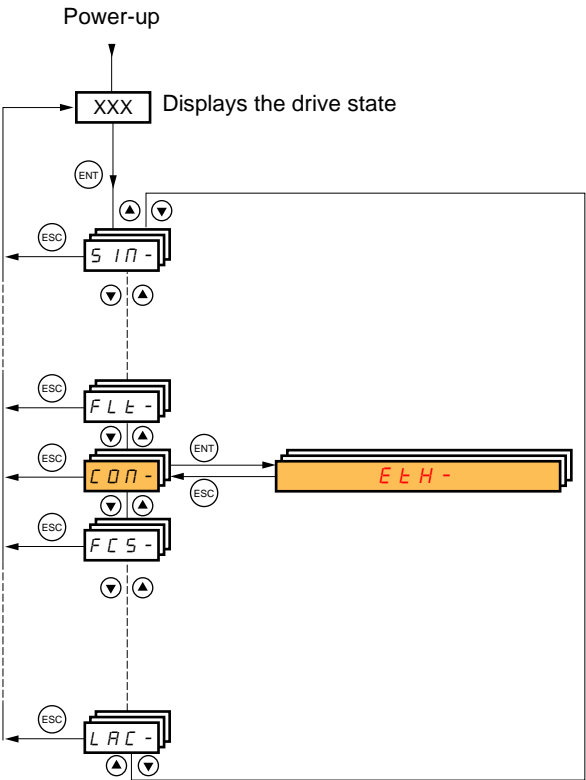 Power-up
XXX Displays the drive state
ENT
ESC
SIM-
ESC
FLt-
ESC
COM-
ENT
EtH-
ESC
ESC
FCS-
ESC
LAC-